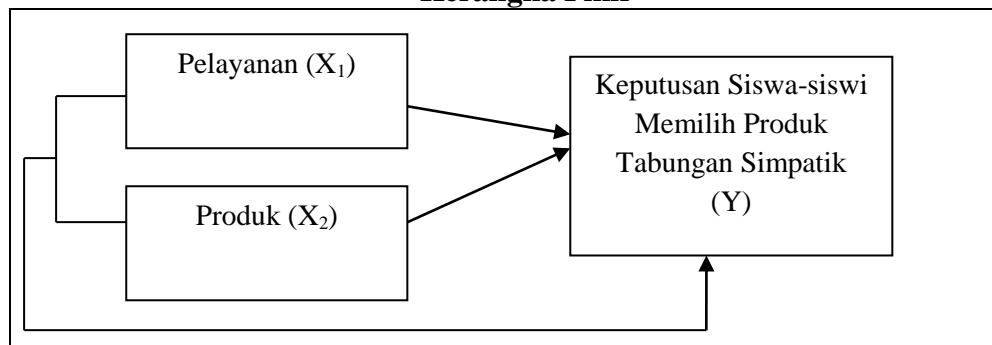 Kerangka Pikir
Pelayanan (X₁)
Produk (X₂)
Keputusan Siswa-siswi
Memilih Produk
Tabungan Simpatik
(Y)